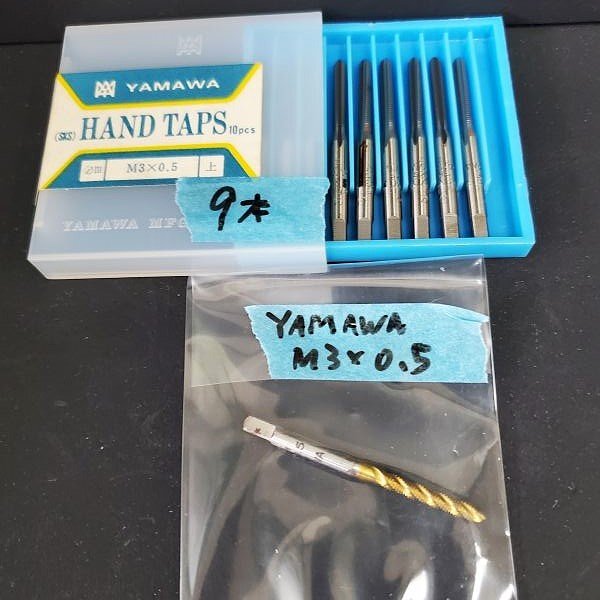 YAMAWA
(SKS) HAND TAPS 10pcs
M3×0.5 上
YAMAWA MFG
9本
YAMAWA
M3×0.5